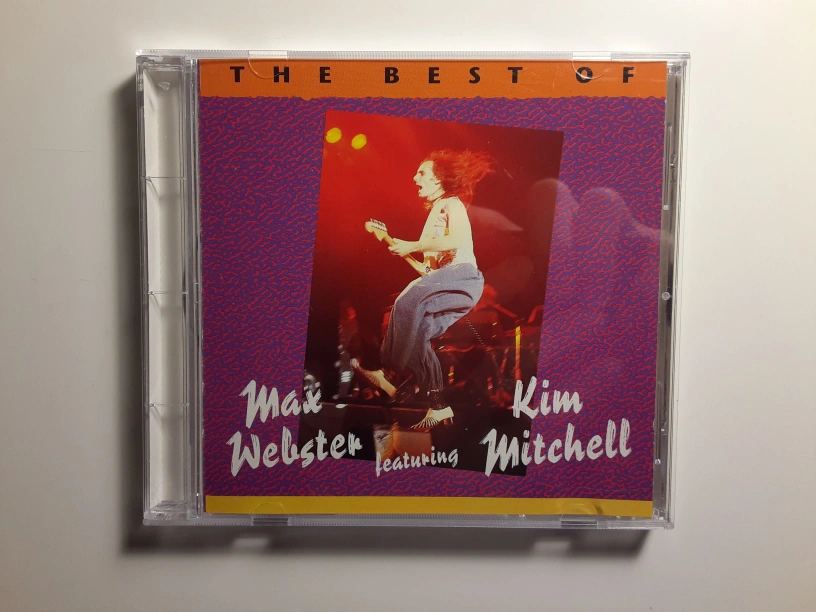 THE BEST OF
Max Webster
featuring
Kim Mitchell